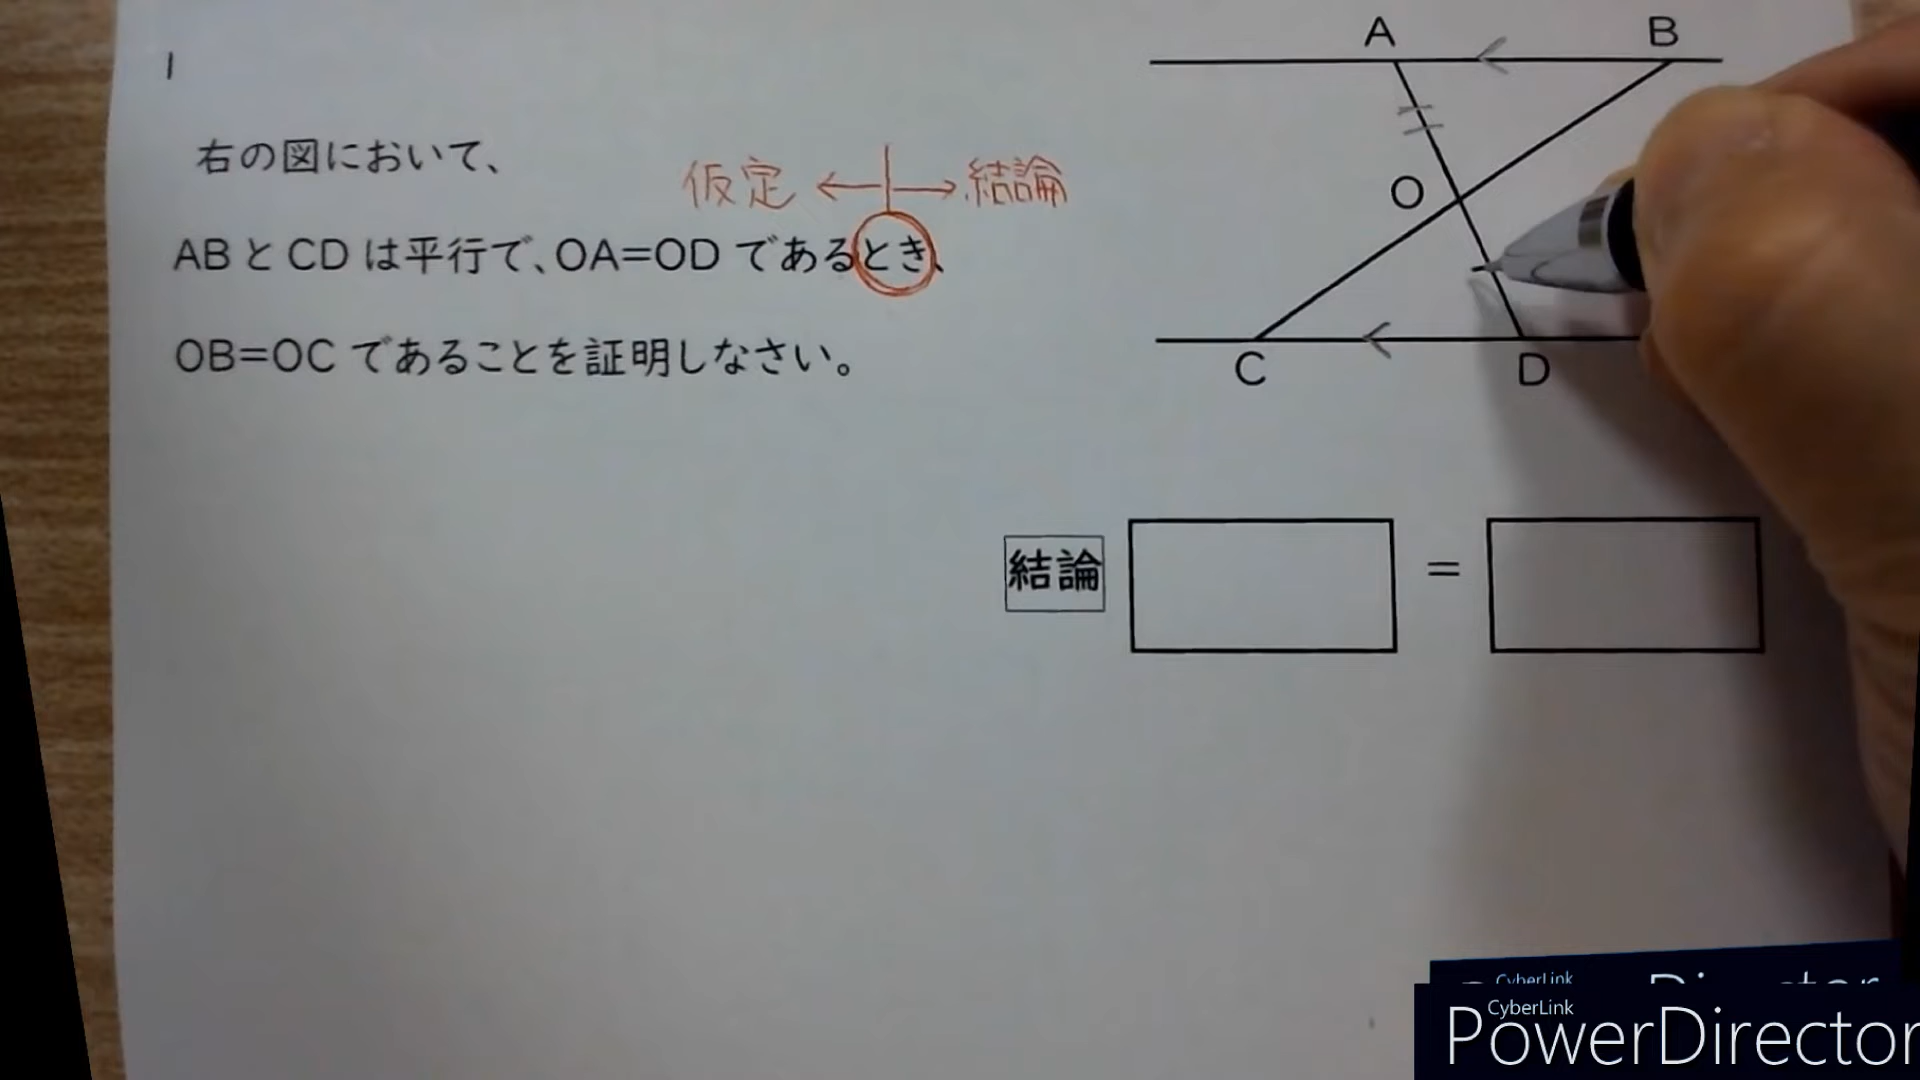 1
右の図において、
仮定 ← → 結論
ABとCDは平行で、OA=ODであるとき、
OB=OCであることを証明しなさい。
A
B
O
C
D
結論 =
CyberLink
CyberLink
PowerDirector